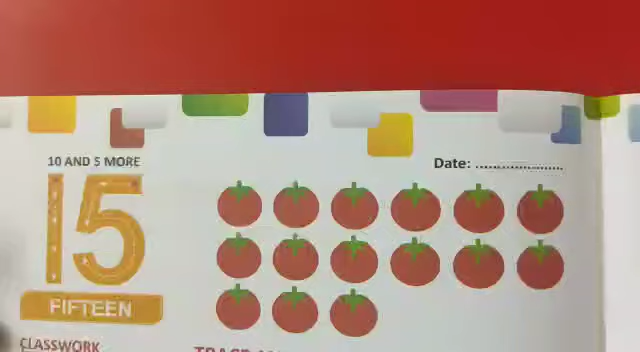 10 AND 5 MORE
Date: ........................
15
FIFTEEN
CLASSWORK